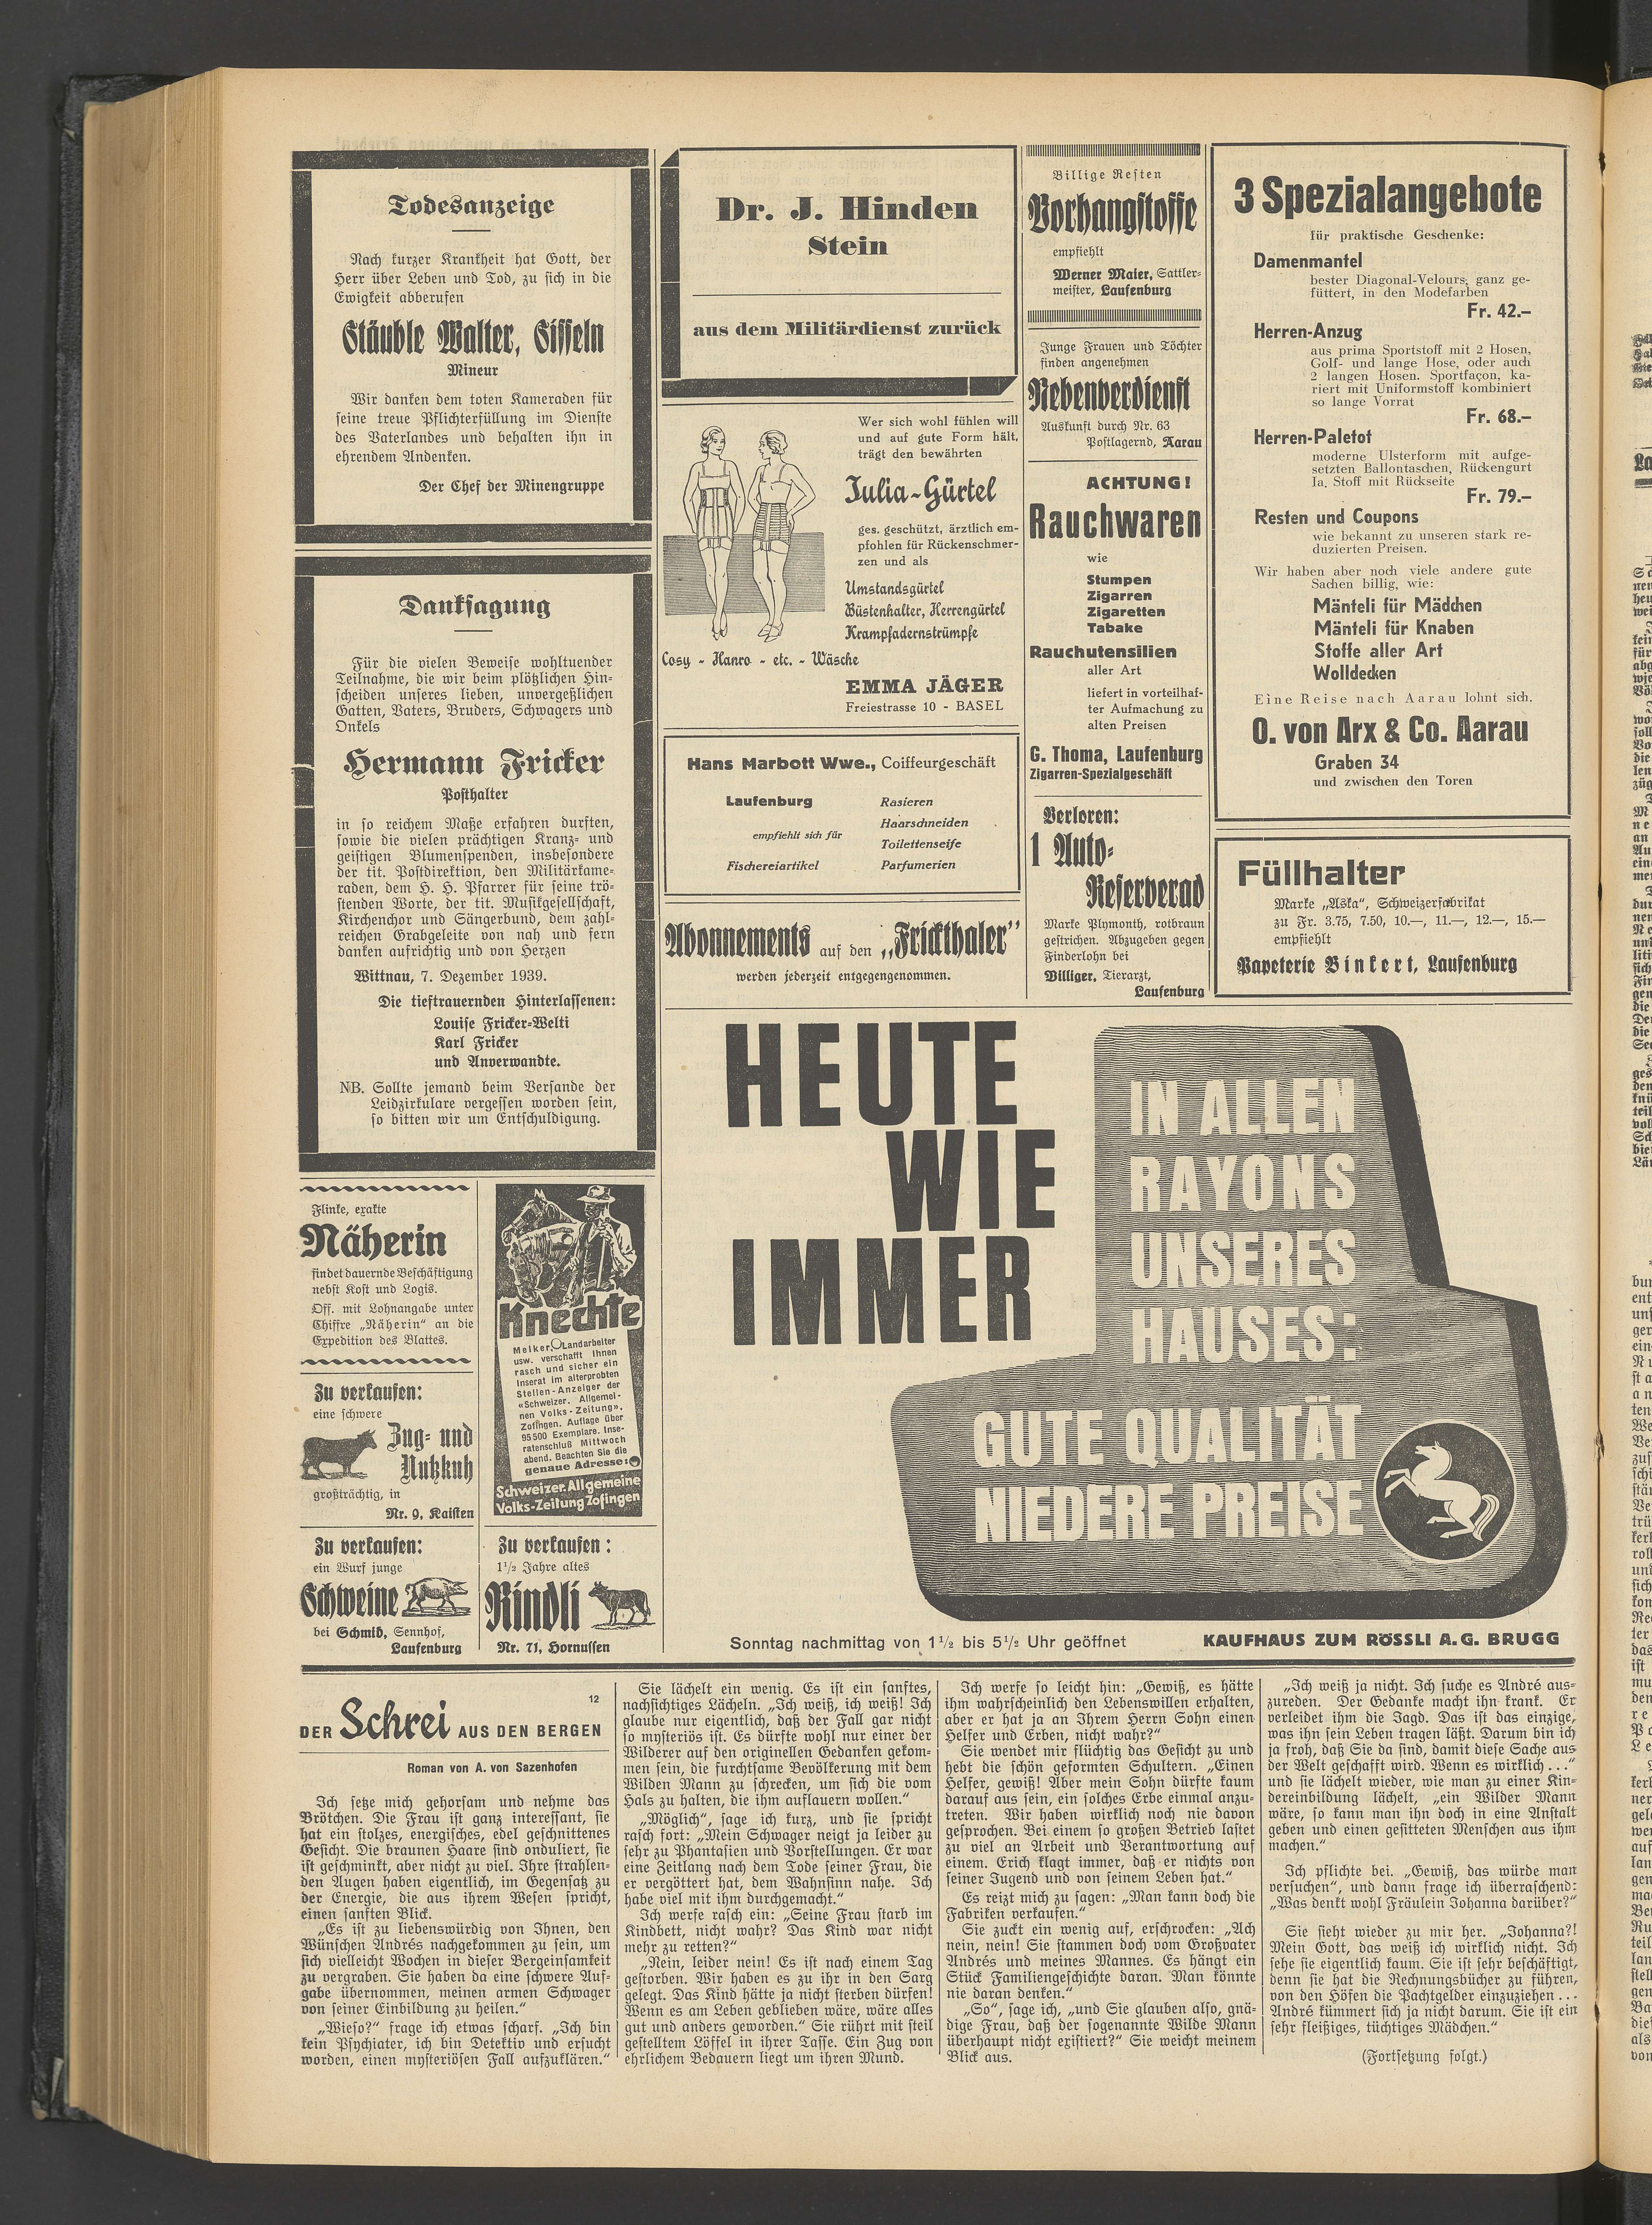 Todesanzeige
Nach kurzer Krankheit hat Gott, der
Herr über Leben und Tod, zu sich in die
Ewigkeit abberufen
Stäuble Walter, Sisseln
Mineur
Wir danken dem toten Kameraden für
seine treue Pflichterfüllung im Dienste
des Vaterlandes und behalten ihn in
ehrendem Andenken.
Der Chef der Minengruppe
Danksagung
Für die vielen Beweise wohltuender
Teilnahme, die wir beim plötzlichen Hin-
scheiden unseres lieben, unvergeßlichen
Gatten, Vaters, Bruders, Schwagers und
Onkels
Hermann Fricker
Posthalter
in so reichem Maße erfahren durften,
sowie die vielen prächtigen Kranz- und
geistigen Blumenspenden, insbesondere
der tit. Postdirektion, den Militärkame-
raden, dem H. H. Pfarrer für seine trö-
stenden Worte, der tit. Musikgesellschaft,
Kirchenchor und Sängerbund, dem zahl-
reichen Grabgeleite von nah und fern
danken aufrichtig und von Herzen
Wittnau, 7. Dezember 1939.
Die tieftrauernden Hinterlassenen:
Louise Fricker-Welti
Karl Fricker
und Anverwandte.
NB. Sollte jemand beim Versande der
Leidzirkulare vergessen worden sein,
so bitten wir um Entschuldigung.
Flinke, exakte
Näherin
findet dauernde Beschäftigung
nebst Kost und Logis.
Off. mit Lohnangabe unter
Chiffre „Näherin“ an die
Expedition des Blattes.
Zu verkaufen:
eine schwere
Zug- und
Nutzkuh
großträchtig, in
Nr. 9, Kaisten
Zu verkaufen:
ein Wurf junge
Schweine
bei Schmid, Sennhof,
Laufenburg
Knechte
Melker, Landarbeiter
usw. verschafft Ihnen
rasch und sicher ein
Inserat im alterprobten
Stellen-Anzeiger der
«Schweizer. Allgemei-
nen Volks-Zeitung»,
Zofingen. Auflage über
95500 Exemplare. Inse-
ratenschluß Mittwoch
abend. Beachten Sie die
genaue Adresse:
Schweizer. Allgemeine
Volks-Zeitung Zofingen
Zu verkaufen:
1½ Jahre altes
Rindli
Nr. 71, Hornussen
Dr. J. Hinden
Stein
aus dem Militärdienst zurück
Wer sich wohl fühlen will
und auf gute Form hält,
trägt den bewährten
Julia-Gürtel
ges. geschützt, ärztlich em-
pfohlen für Rückenschmer-
zen und als
Umstandsgürtel
Büstenhalter, Herrengürtel
Krampfadernstrümpfe
Cosy - Hanro - etc. - Wäsche
EMMA JÄGER
Freiestrasse 10 - BASEL
Hans Marbott Wwe., Coiffeurgeschäft
Laufenburg
empfiehlt sich für
Fischereiartikel
Rasieren
Haarschneiden
Toilettenseife
Parfumerien
Abonnements auf den „Frickthaler“
werden jederzeit entgegengenommen.
Billige Resten
Vorhangstoffe
empfiehlt
Werner Maier, Sattler-
meister, Laufenburg
Junge Frauen und Töchter
finden angenehmen
Nebenverdienst
Auskunft durch Nr. 63
Postlagernd, Aarau
ACHTUNG!
Rauchwaren
wie
Stumpen
Zigarren
Zigaretten
Tabake
Rauchutensilien
aller Art
liefert in vorteilhaf-
ter Aufmachung zu
alten Preisen
G. Thoma, Laufenburg
Zigarren-Spezialgeschäft
Verloren:
1 Auto-
Reserverad
Marke Plymonth, rotbraun
gestrichen. Abzugeben gegen
Finderlohn bei
Villiger, Tierarzt,
Laufenburg
3 Spezialangebote
für praktische Geschenke:
Damenmantel
bester Diagonal-Velours, ganz ge-
füttert, in den Modefarben
Fr. 42.–
Herren-Anzug
aus prima Sportstoff mit 2 Hosen,
Golf- und lange Hose, oder auch
2 langen Hosen. Sportfaçon, ka-
riert mit Uniformstoff kombiniert
so lange Vorrat
Fr. 68.–
Herren-Paletot
moderne Ulsterform mit aufge-
setzten Ballontaschen, Rückengurt
Ia. Stoff mit Rückseite
Fr. 79.–
Resten und Coupons
wie bekannt zu unseren stark re-
duzierten Preisen.
Wir haben aber noch viele andere gute
Sachen billig, wie:
Mänteli für Mädchen
Mänteli für Knaben
Stoffe aller Art
Wolldecken
Eine Reise nach Aarau lohnt sich.
O. von Arx & Co. Aarau
Graben 34
und zwischen den Toren
Füllhalter
Marke „Aska“, Schweizerfabrikat
zu Fr. 3.75, 7.50, 10.—, 11.—, 12.—, 15.—
empfiehlt
Papeterie Binkert, Laufenburg
HEUTE
WIE
IMMER
IN ALLEN
RAYONS
UNSERES
HAUSES:
GUTE QUALITÄT
NIEDERE PREISE
Sonntag nachmittag von 1½ bis 5½ Uhr geöffnet
KAUFHAUS ZUM RÖSSLI A.G. BRUGG
12
DER Schrei AUS DEN BERGEN
Roman von A. von Sazenhofen
Ich setze mich gehorsam und nehme das
Brötchen. Die Frau ist ganz interessant, sie
hat ein stolzes, energisches, edel geschnittenes
Gesicht. Die braunen Haare sind onduliert, sie
ist geschminkt, aber nicht zu viel. Ihre strahlen-
den Augen haben eigentlich, im Gegensatz zu
der Energie, die aus ihrem Wesen spricht,
einen sanften Blick.
„Es ist zu liebenswürdig von Ihnen, den
Wünschen Andrés nachgekommen zu sein, um
sich vielleicht Wochen in dieser Bergeinsamkeit
zu vergraben. Sie haben da eine schwere Auf-
gabe übernommen, meinen armen Schwager
von seiner Einbildung zu heilen.“
„Wieso?“ frage ich etwas scharf. „Ich bin
kein Psychiater, ich bin Detektiv und ersucht
worden, einen mysteriösen Fall aufzuklären.“
Sie lächelt ein wenig. Es ist ein sanftes,
nachsichtiges Lächeln. „Ich weiß, ich weiß! Ich
glaube nur eigentlich, daß der Fall gar nicht
so mysteriös ist. Es dürfte wohl nur einer der
Wilderer auf den originellen Gedanken gekom-
men sein, die furchtsame Bevölkerung mit dem
Wilden Mann zu schrecken, um sich die vom
Hals zu halten, die ihm auflauern wollen.“
„Möglich“, sage ich kurz, und sie spricht
rasch fort: „Mein Schwager neigt ja leider zu
sehr zu Phantasien und Vorstellungen. Er war
eine Zeitlang nach dem Tode seiner Frau, die
er vergöttert hat, dem Wahnsinn nahe. Ich
habe viel mit ihm durchgemacht.“
Ich werfe rasch ein: „Seine Frau starb im
Kindbett, nicht wahr? Das Kind war nicht
mehr zu retten?“
„Nein, leider nein! Es ist nach einem Tag
gestorben. Wir haben es zu ihr in den Sarg
gelegt. Das Kind hätte ja nicht sterben dürfen!
Wenn es am Leben geblieben wäre, wäre alles
gut und anders geworden.“ Sie rührt mit steil
gestelltem Löffel in ihrer Tasse. Ein Zug von
ehrlichem Bedauern liegt um ihren Mund.
Ich werfe so leicht hin: „Gewiß, es hätte
ihm wahrscheinlich den Lebenswillen erhalten,
aber er hat ja an Ihrem Herrn Sohn einen
Helfer und Erben, nicht wahr?“
Sie wendet mir flüchtig das Gesicht zu und
hebt die schön geformten Schultern. „Einen
Helfer, gewiß! Aber mein Sohn dürfte kaum
darauf aus sein, ein solches Erbe einmal anzu-
treten. Wir haben wirklich noch nie davon
gesprochen. Bei einem so großen Betrieb lastet
zu viel an Arbeit und Verantwortung auf
einem. Erich klagt immer, daß er nichts von
seiner Jugend und von seinem Leben hat.“
Es reizt mich zu sagen: „Man kann doch die
Fabriken verkaufen.“
Sie zuckt ein wenig auf, erschrocken: „Ach
nein, nein! Sie stammen doch vom Großvater
Andrés und meines Mannes. Es hängt ein
Stück Familiengeschichte daran. Man könnte
nie daran denken.“
„So“, sage ich, „und Sie glauben also, gnä-
dige Frau, daß der sogenannte Wilde Mann
überhaupt nicht existiert?“ Sie weicht meinem
Blick aus.
„Ich weiß ja nicht. Ich suche es André aus-
zureden. Der Gedanke macht ihn krank. Er
verleidet ihm die Jagd. Das ist das einzige,
was ihn sein Leben tragen läßt. Darum bin ich
ja froh, daß Sie da sind, damit diese Sache aus
der Welt geschafft wird. Wenn es wirklich ...“
und sie lächelt wieder, wie man zu einer Kin-
dereinbildung lächelt, „ein Wilder Mann
wäre, so kann man ihn doch in eine Anstalt
geben und einen gesitteten Menschen aus ihm
machen.“
Ich pflichte bei. „Gewiß, das würde man
versuchen“, und dann frage ich überraschend:
„Was denkt wohl Fräulein Johanna darüber?“
Sie sieht wieder zu mir her. „Johanna?!
Mein Gott, das weiß ich wirklich nicht. Ich
sehe sie eigentlich kaum. Sie ist sehr beschäftigt,
denn sie hat die Rechnungsbücher zu führen,
von den Höfen die Pachtgelder einzuziehen ...
André kümmert sich ja nicht darum. Sie ist ein
sehr fleißiges, tüchtiges Mädchen.“
(Fortsetzung folgt.)